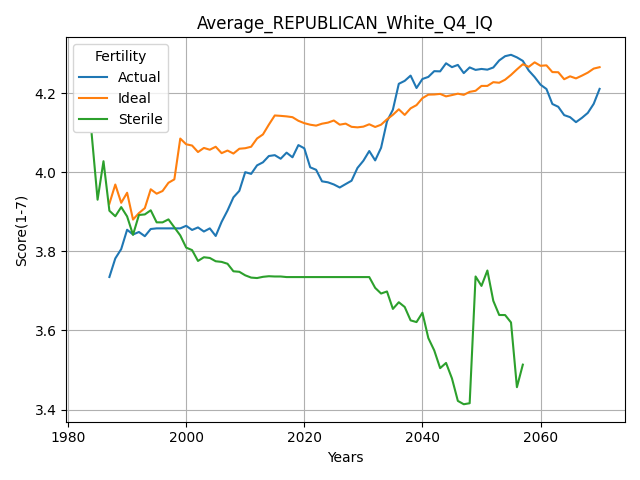 Average_REPUBLICAN_White_Q4_IQ
Fertility
Actual
Ideal
Sterile
Score(1-7)
4.2
4.0
3.8
3.6
3.4
1980
2000
2020
2040
2060
Years